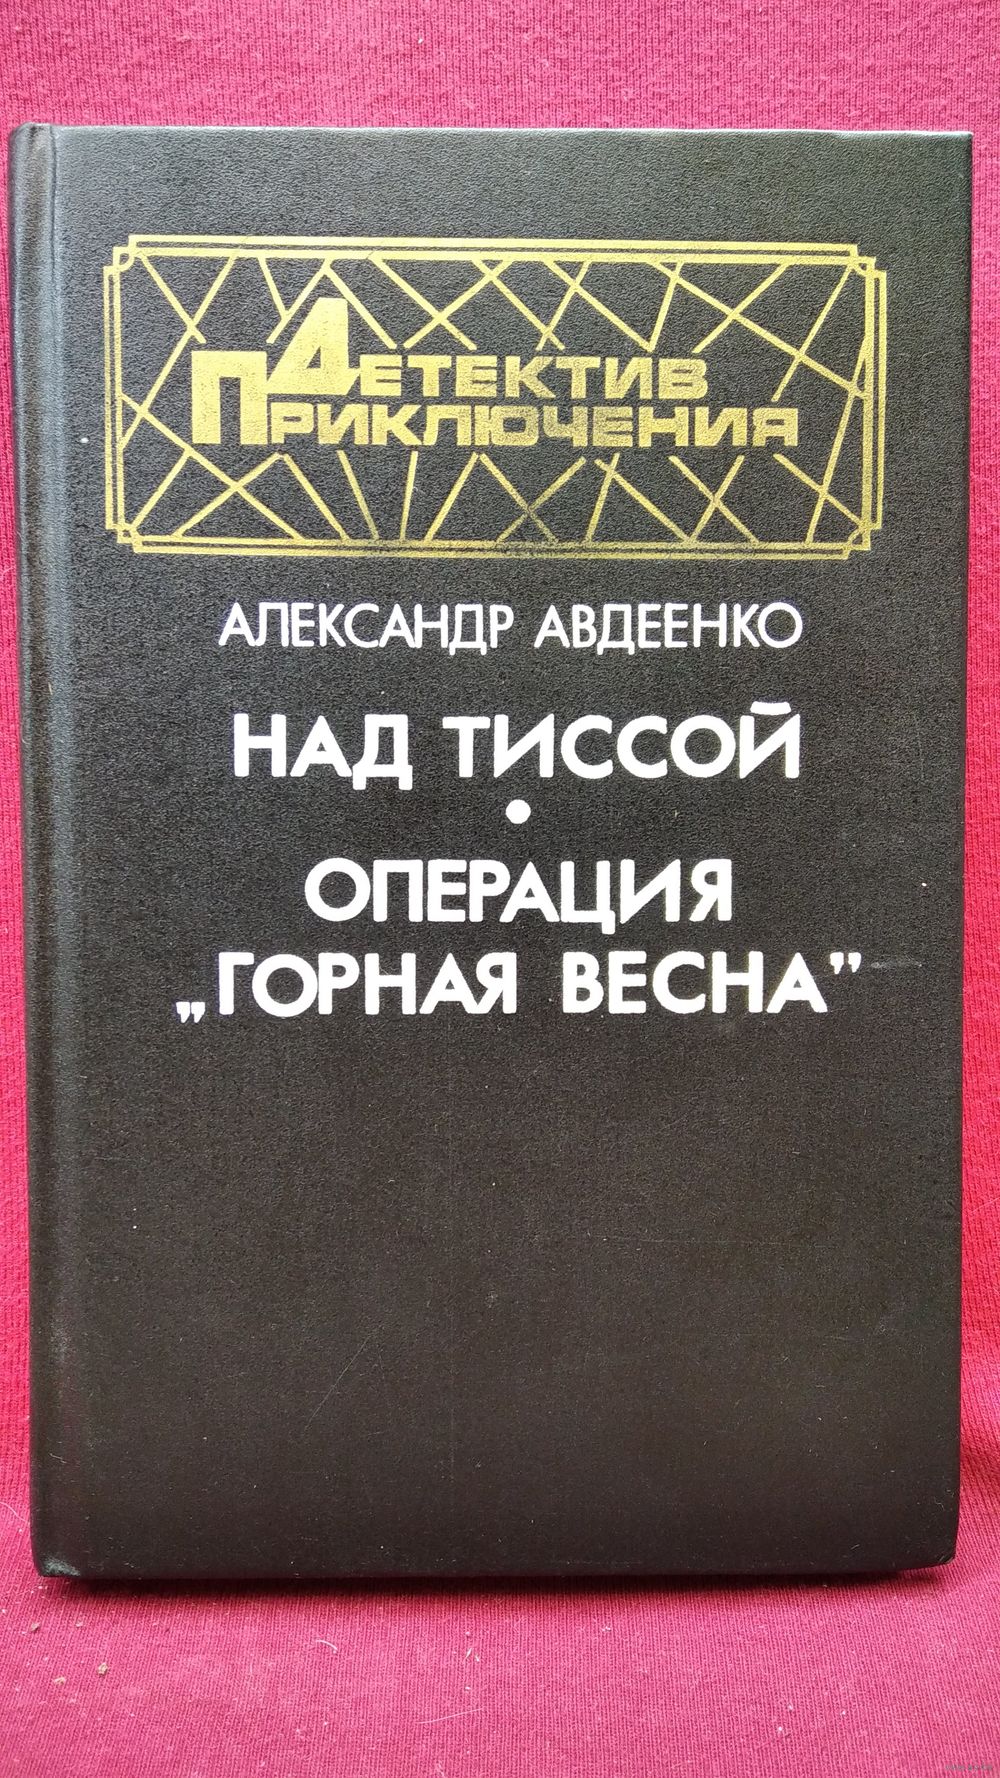 ДЕТЕКТИВ
ПРИКЛЮЧЕНИЯ
АЛЕКСАНДР АВДЕЕНКО
НАД ТИССОЙ
•
ОПЕРАЦИЯ
„ГОРНАЯ ВЕСНА”